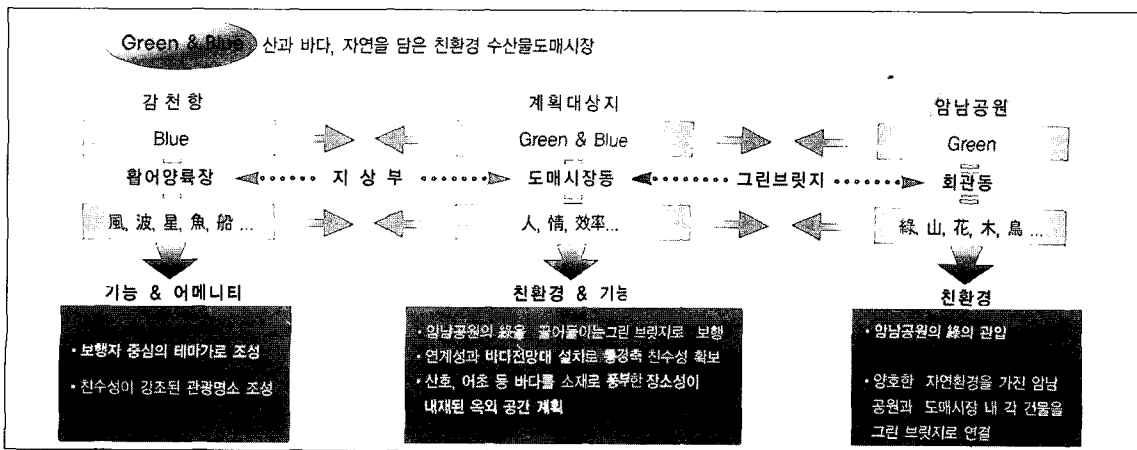 Green & Blue 산과 바다, 자연을 담은 친환경 수산물도매시장
감천항 계획대상지 암남공원
Blue Green & Blue Green
활어양륙장 지상부 도매시장동 그린브릿지 회관동
風, 波, 星, 魚, 船 ... 人, 情, 效率... 綠, 山, 花, 木, 鳥 ...
기능 & 어메니티
• 보행자 중심의 테마가로 조성
• 친수성이 강조된 관광명소 조성
친환경 & 기능
• 암남공원의 綠을 끌어들이는그린 브릿지로 보행
• 연계성과 바다전망대 설치로 통경축 친수성 확보
• 산호, 어초 등 바다를 소재로 풍부한 장소성이
내재된 옥외 공간 계획
친환경
• 암남공원의 綠의 관입
• 양호한 자연환경을 가진 암남
공원과 도매시장 내 각 건물을
그린 브릿지로 연결